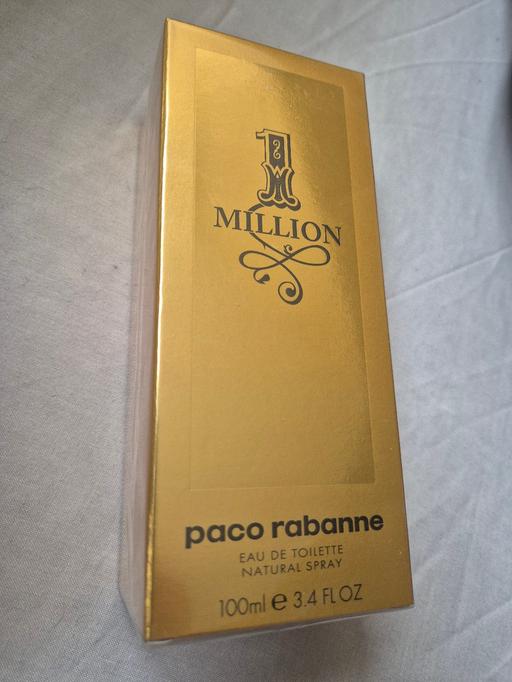 1
MILLION
paco rabanne
EAU DE TOILETTE
NATURAL SPRAY
100ml e 3.4 FL OZ